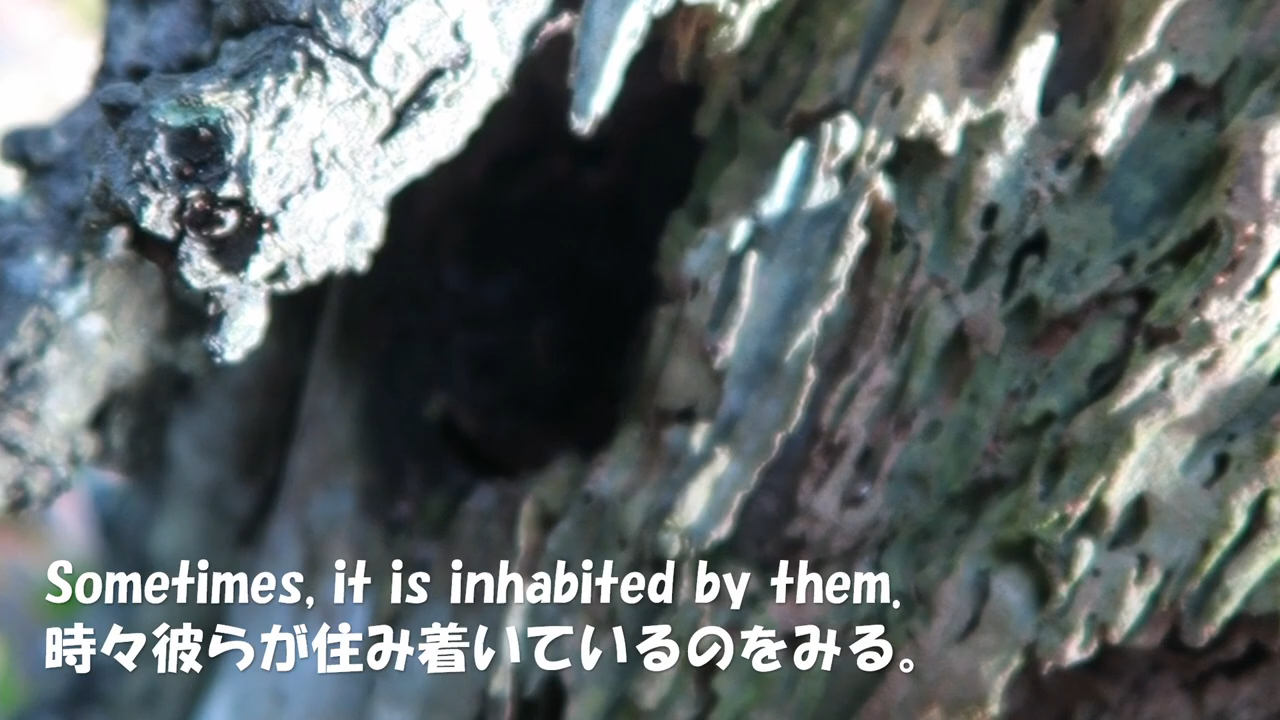 Sometimes, it is inhabited by them.
時々彼らが住み着いているのをみる。